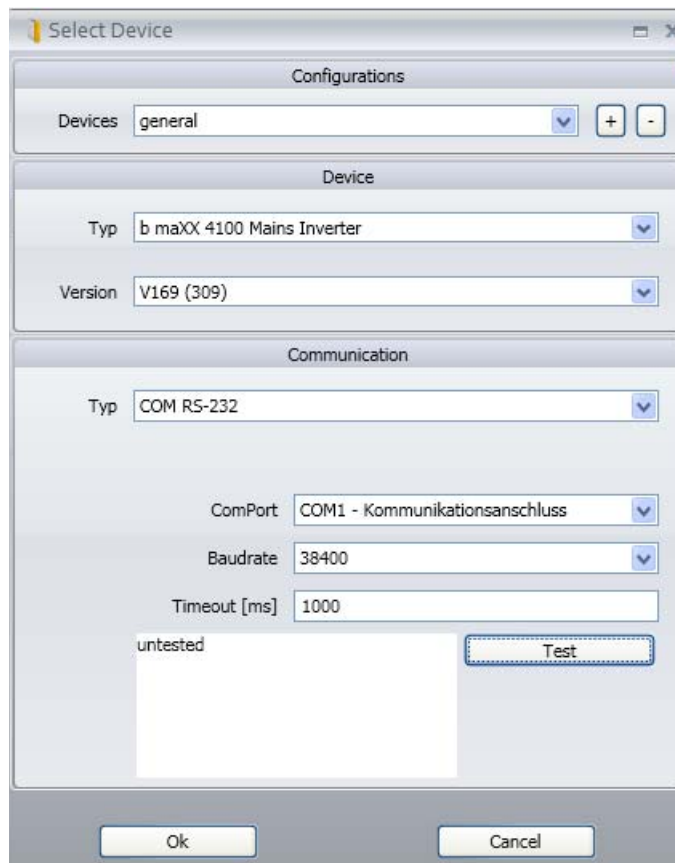 Select Device
Configurations
Devices general + -
Device
Typ b maXX 4100 Mains Inverter
Version V169 (309)
Communication
Typ COM RS-232
ComPort COM1 - Kommunikationsanschluss
Baudrate 38400
Timeout [ms] 1000
untested Test
Ok Cancel